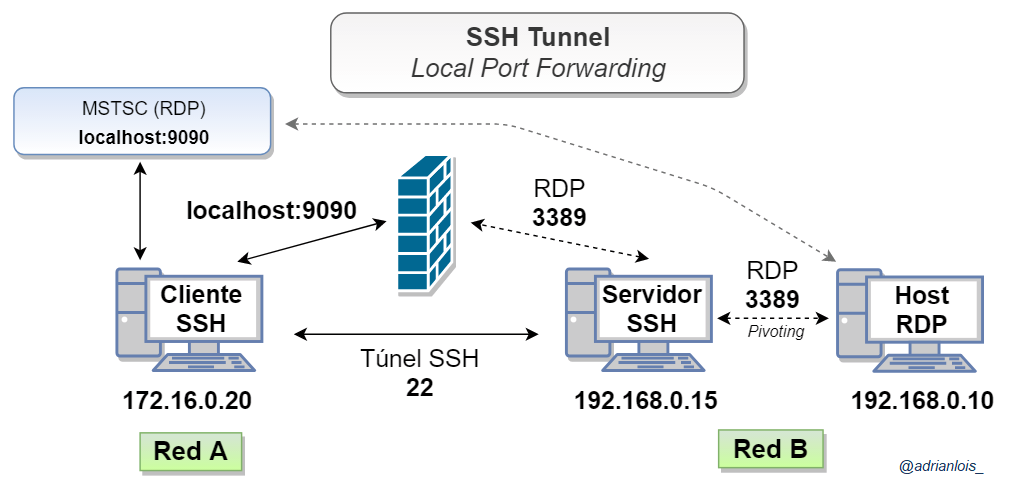 SSH Tunnel
Local Port Forwarding
MSTSC (RDP)
localhost:9090
localhost:9090
RDP
3389
Cliente
SSH
Servidor
SSH
RDP
3389
Pivoting
Host
RDP
Túnel SSH
22
172.16.0.20
192.168.0.15
192.168.0.10
Red A
Red B
@adrianlois_